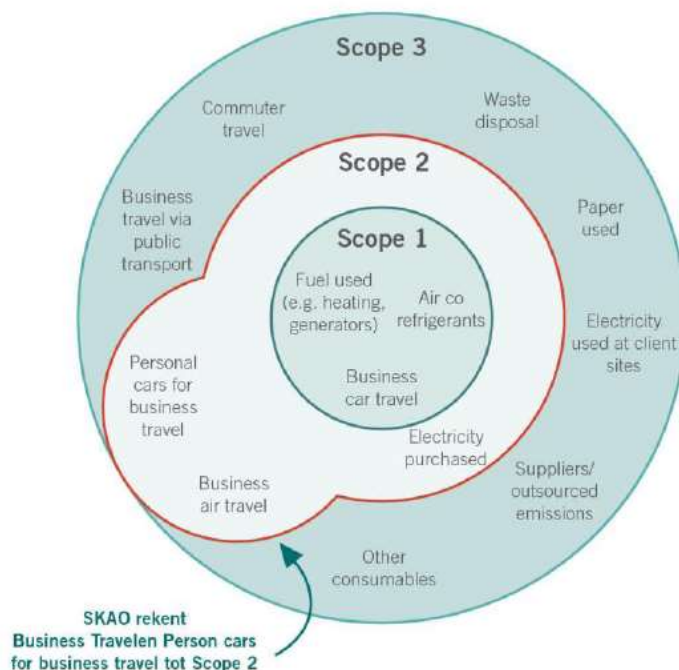 Scope 3
Commuter
travel
Waste
disposal
Scope 2
Business
travel via
public
transport
Paper
used
Scope 1
Fuel used
(e.g. heating,
generators)
Air co
refrigerants
Electricity
used at client
sites
Personal
cars for
business
travel
Business
car travel
Electricity
purchased
Suppliers/
outsourced
emissions
Business
air travel
Other
consumables
SKAO rekent
Business Travelen Person cars
for business travel tot Scope 2